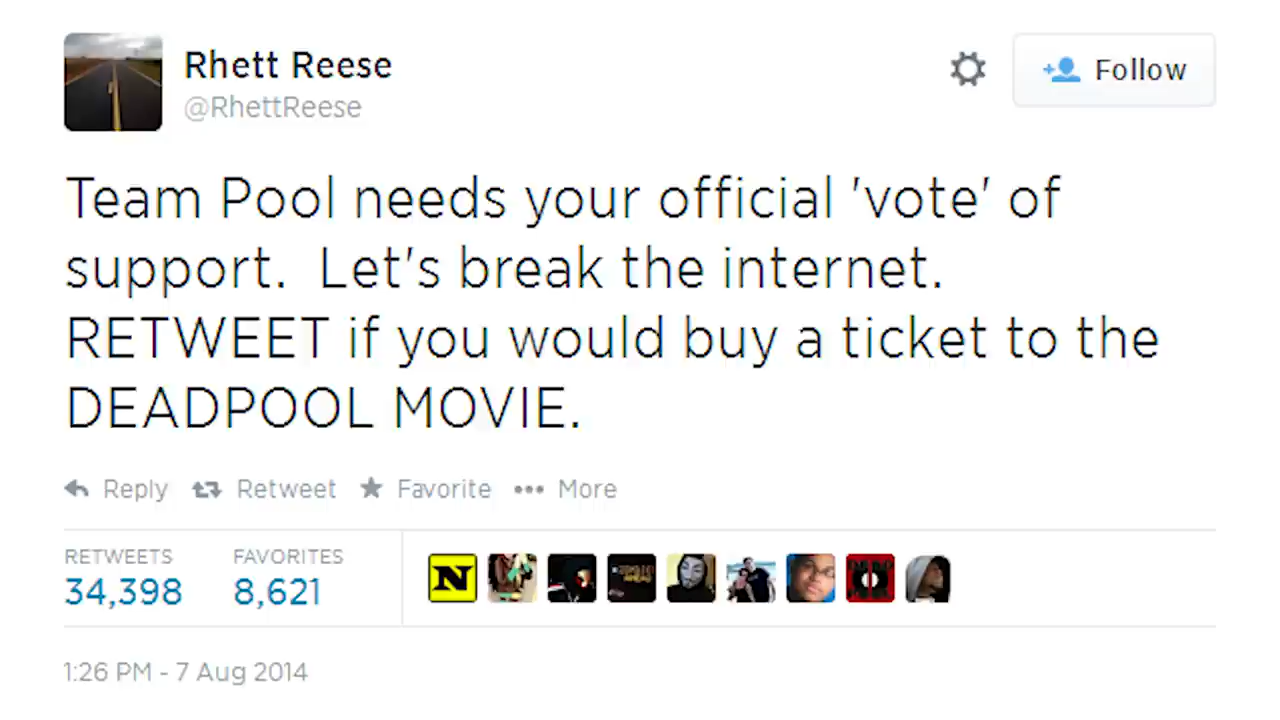 Rhett Reese
@RhettReese
Follow
Team Pool needs your official 'vote' of
support.  Let's break the internet.
RETWEET if you would buy a ticket to the
DEADPOOL MOVIE.
Reply Retweet Favorite More
RETWEETS FAVORITES
34,398 8,621
N
1:26 PM - 7 Aug 2014